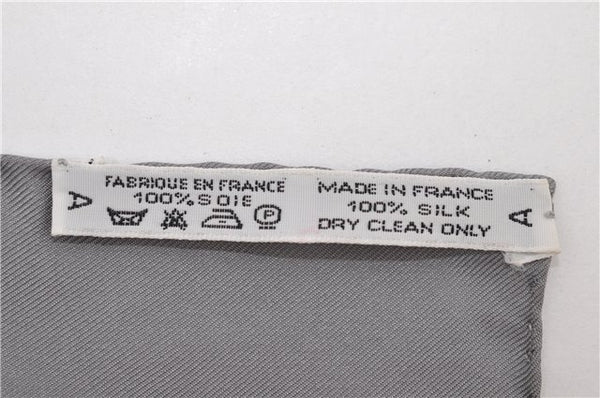 A
FABRIQUE EN FRANCE
100% SOIE
P
MADE IN FRANCE
100% SILK
DRY CLEAN ONLY
A